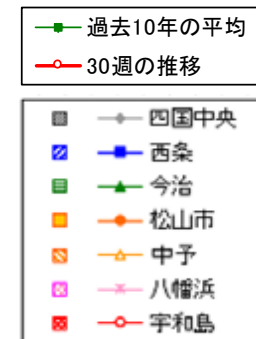 過去10年の平均
30週の推移
四国中央
西条
今治
松山市
中予
八幡浜
宇和島